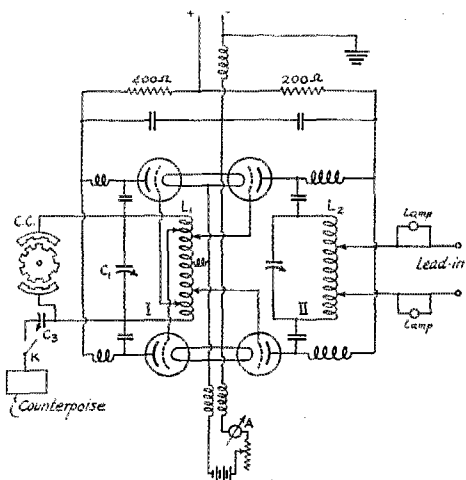 + -
400Ω 200Ω
L₁ L₂
C.C.
Lamp
Lead-in
C₁
I II
C₃
Lamp
K
Counterpoise
A